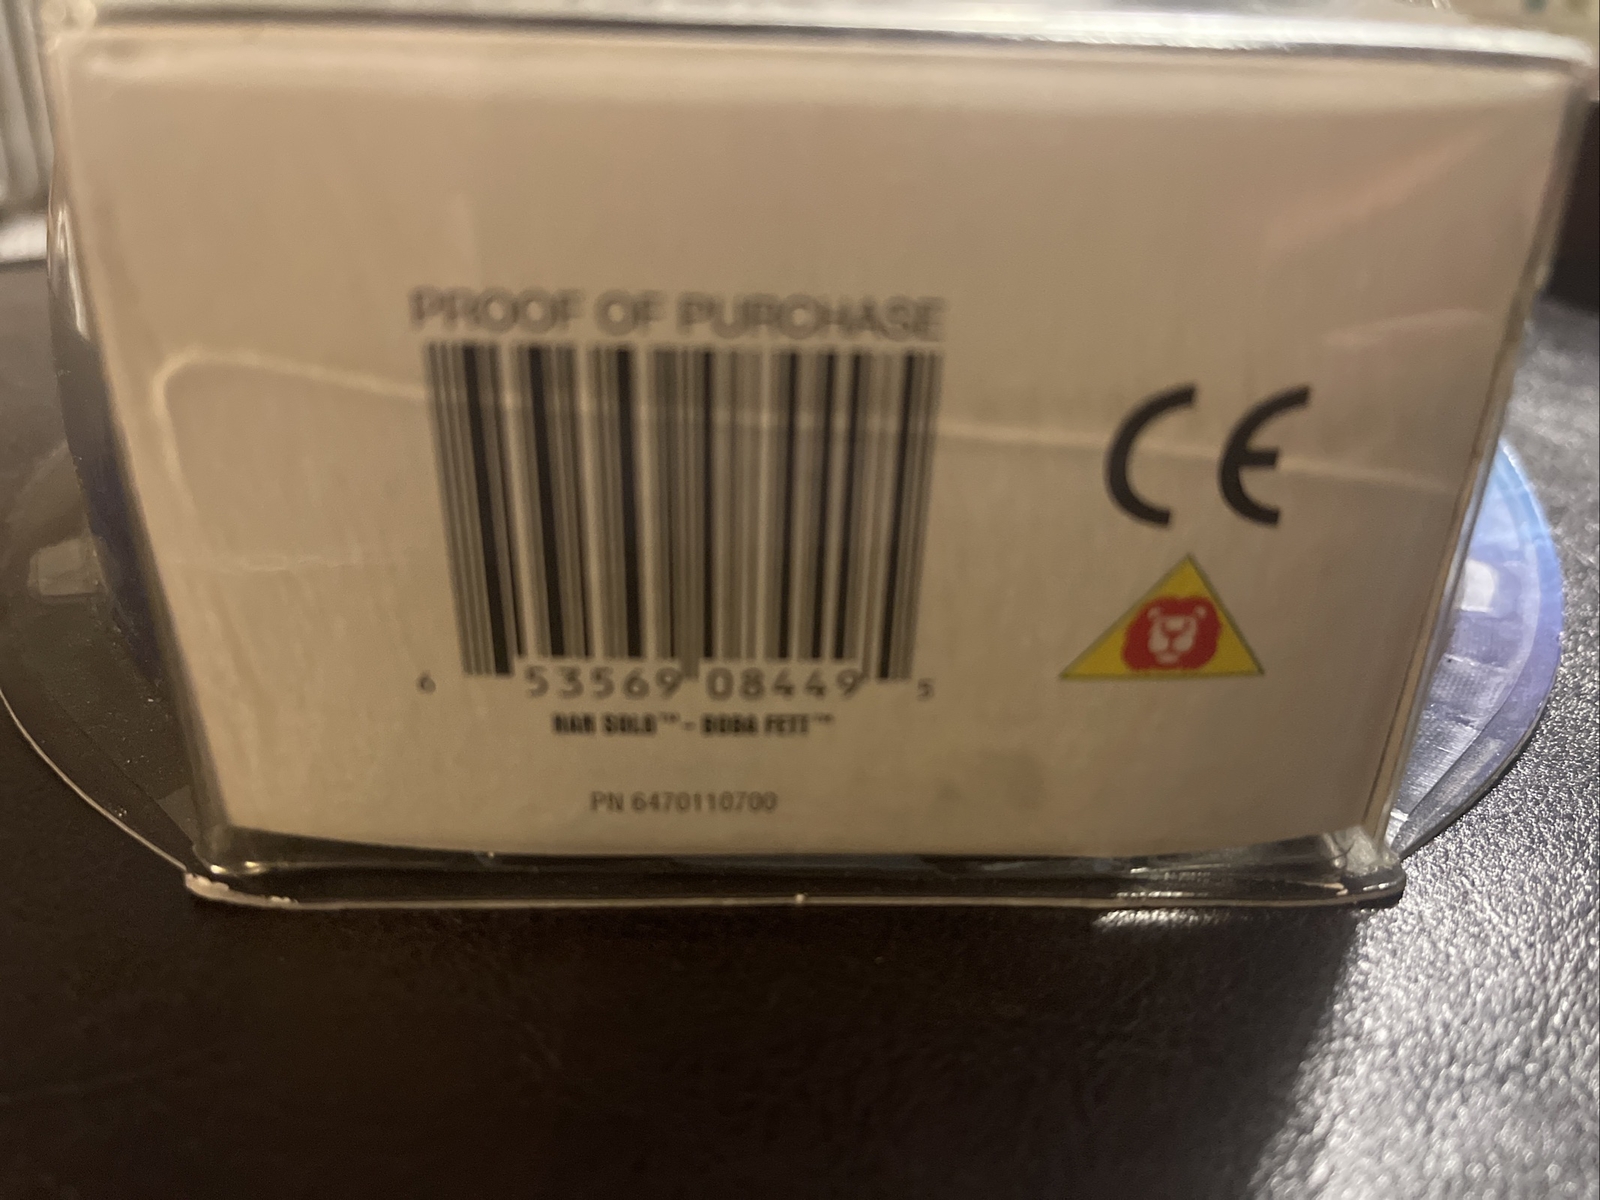 PROOF OF PURCHASE
CE
6 53569 08449 5
HAN SOLO™ - BOBA FETT™
PN 6470110700